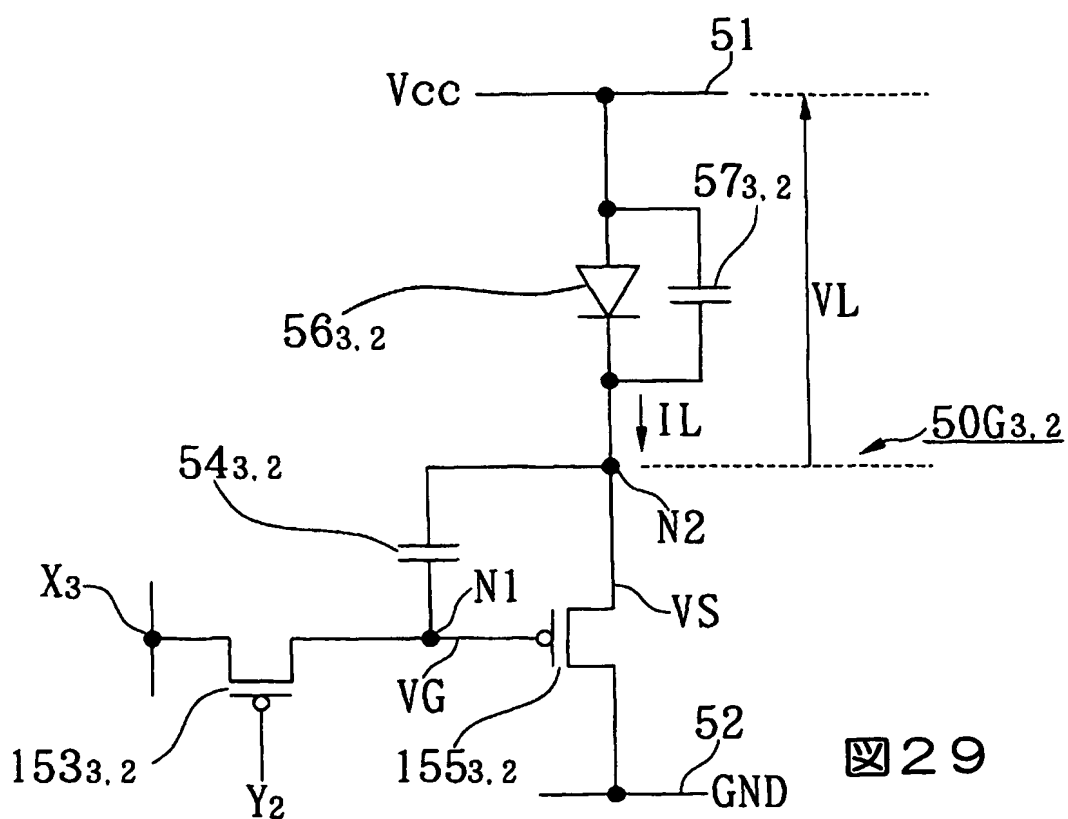 51
Vcc
573,2
VL
563,2
IL
50G3,2
543,2
N2
X3
N1
VS
VG
1533,2
1553,2
52
Y2
GND
図29